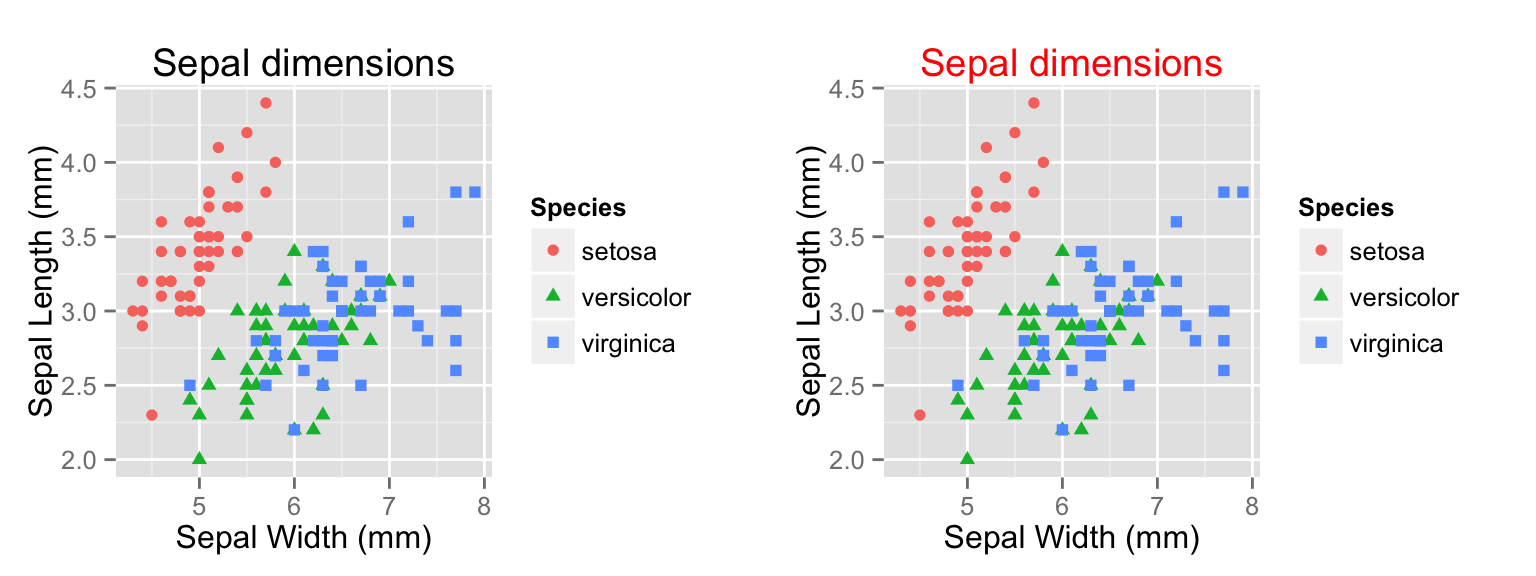 Sepal dimensions
4.5
4.0
3.5
3.0
2.5
2.0
Sepal Length (mm)
5 6 7 8
Sepal Width (mm)
Species
setosa
versicolor
virginica
Sepal dimensions
4.5
4.0
3.5
3.0
2.5
2.0
Sepal Length (mm)
5 6 7 8
Sepal Width (mm)
Species
setosa
versicolor
virginica